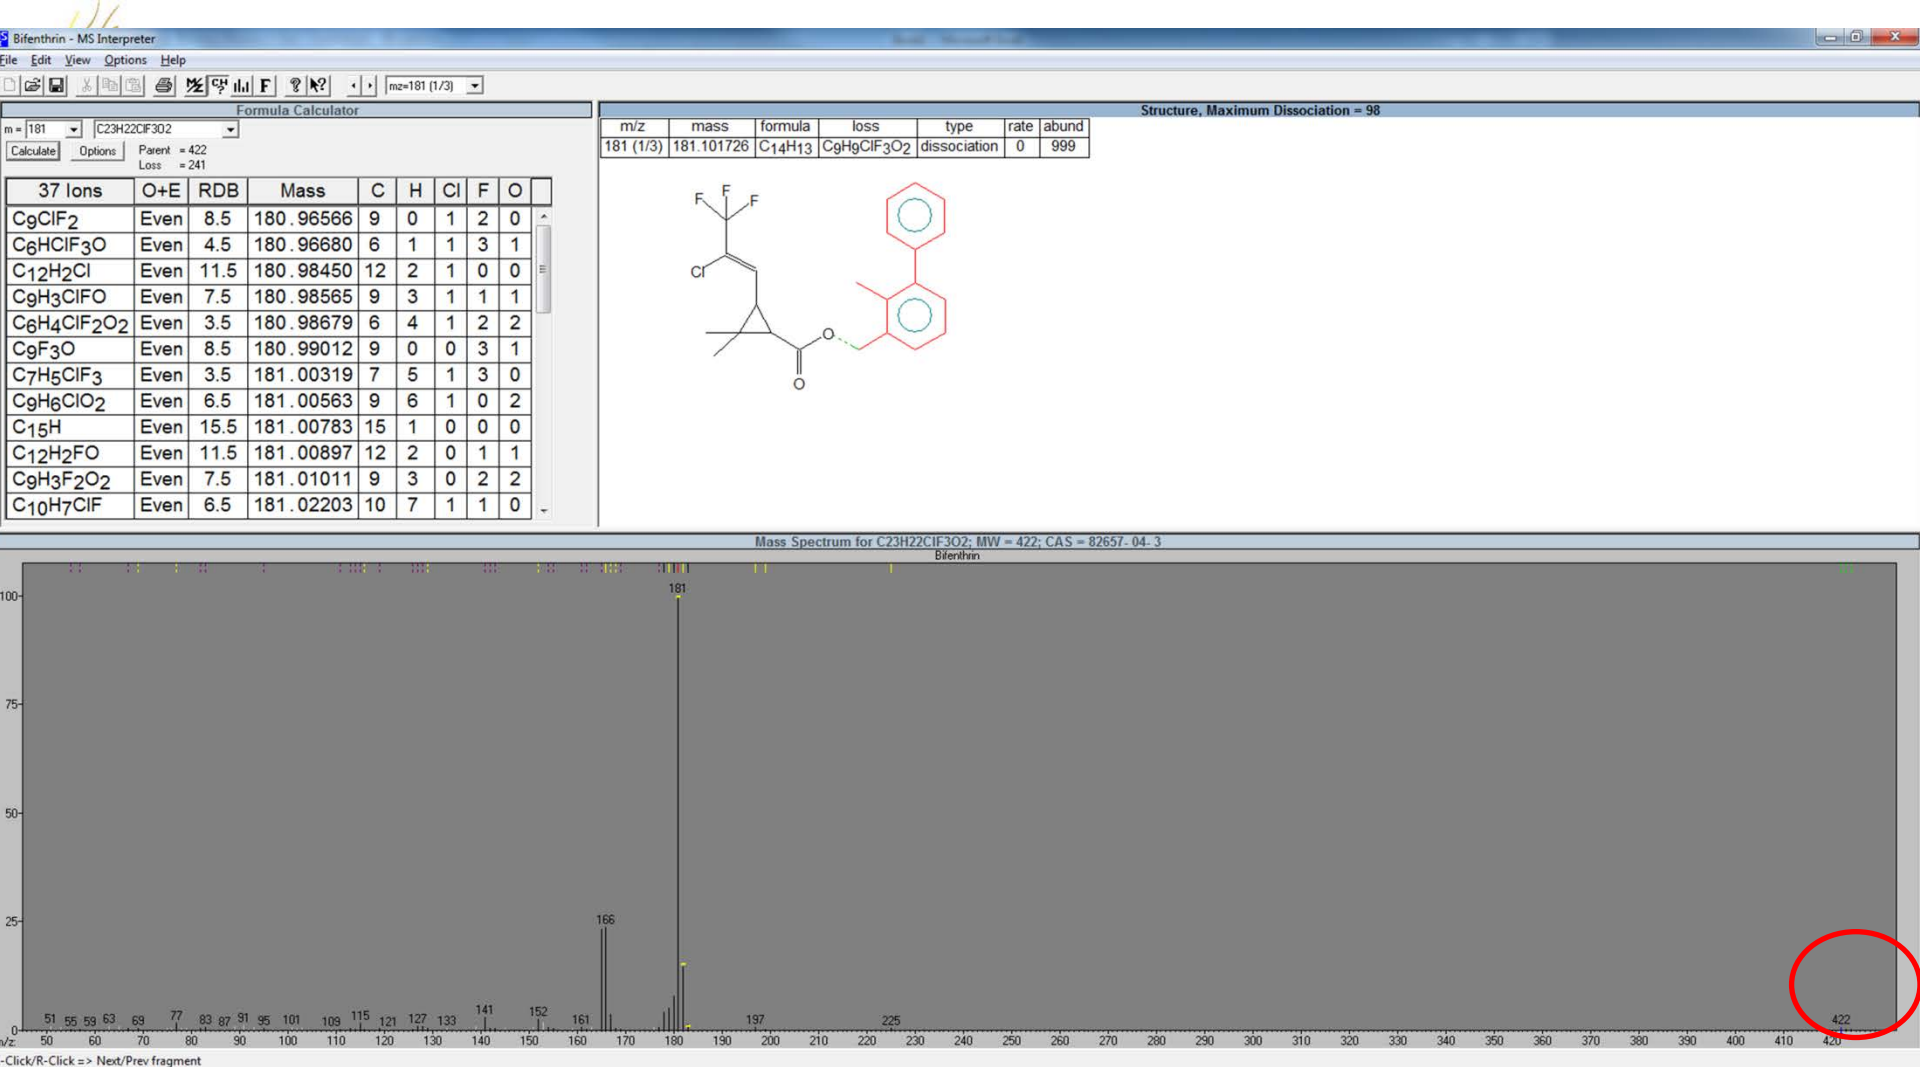 Bifenthrin - MS Interpreter
File Edit View Options Help
mz=181 (1/3)
Formula Calculator
m = 181 C23H22ClF3O2
Calculate Options Parent = 422
Loss = 241
37 Ions O+E RDB Mass C H Cl F O
C9ClF2 Even 8.5 180.96566 9 0 1 2 0
C6HClF3O Even 4.5 180.96680 6 1 1 3 1
C12H2Cl Even 11.5 180.98450 12 2 1 0 0
C9H3ClFO Even 7.5 180.98565 9 3 1 1 1
C6H4ClF2O2 Even 3.5 180.98679 6 4 1 2 2
C9F3O Even 8.5 180.99012 9 0 0 3 1
C7H5ClF3 Even 3.5 181.00319 7 5 1 3 0
C9H6ClO2 Even 6.5 181.00563 9 6 1 0 2
C15H Even 15.5 181.00783 15 1 0 0 0
C12H2FO Even 11.5 181.00897 12 2 0 1 1
C9H3F2O2 Even 7.5 181.01011 9 3 0 2 2
C10H7ClF Even 6.5 181.02203 10 7 1 1 0
Structure, Maximum Dissociation = 98
m/z mass formula loss type rate abund
181 (1/3) 181.101726 C14H13 C9H9ClF3O2 dissociation 0 999
F F F
Cl
O
O
Mass Spectrum for C23H22ClF3O2; MW = 422; CAS = 82657-04-3
Bifenthrin
100
75
50
25
0
181
166
51 55 59 63 69 77 83 87 91 95 101 109 115 121 127 133 141 152 161 197 225 422
m/z: 50 60 70 80 90 100 110 120 130 140 150 160 170 180 190 200 210 220 230 240 250 260 270 280 290 300 310 320 330 340 350 360 370 380 390 400 410 420
-Click/R-Click => Next/Prev fragment